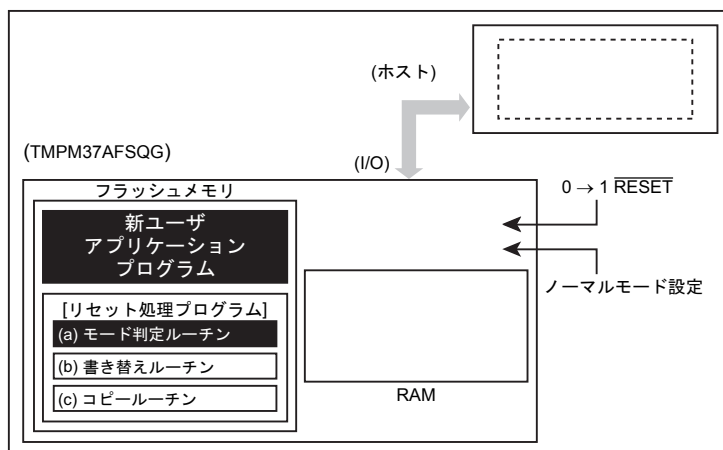 (ホスト)
(TMPM37AFSQG)
(I/O)
フラッシュメモリ
0 → 1 RESET
新ユーザ
アプリケーション
プログラム
ノーマルモード設定
[リセット処理プログラム]
(a) モード判定ルーチン
(b) 書き替えルーチン
(c) コピールーチン
RAM